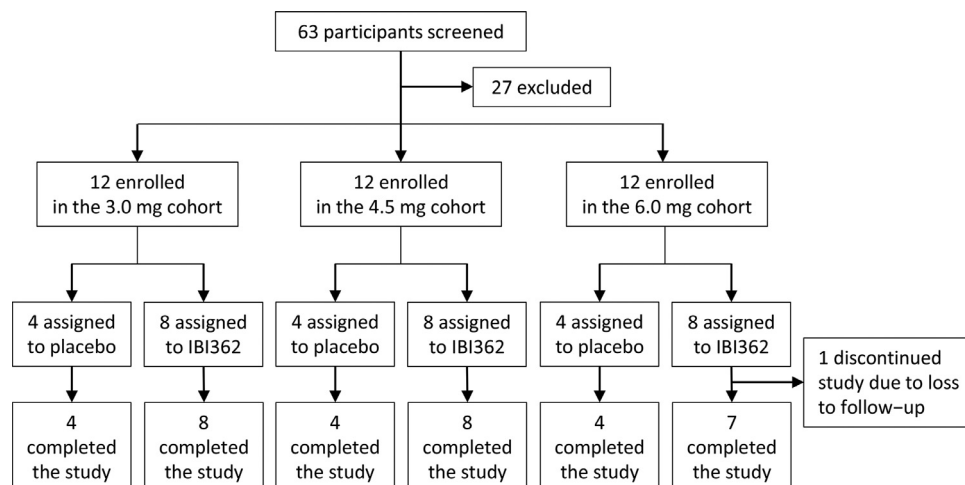 63 participants screened
27 excluded
12 enrolled
in the 3.0 mg cohort
12 enrolled
in the 4.5 mg cohort
12 enrolled
in the 6.0 mg cohort
4 assigned
to placebo
8 assigned
to IBI362
4 assigned
to placebo
8 assigned
to IBI362
4 assigned
to placebo
8 assigned
to IBI362
1 discontinued
study due to loss
to follow−up
4
completed
the study
8
completed
the study
4
completed
the study
8
completed
the study
4
completed
the study
7
completed
the study